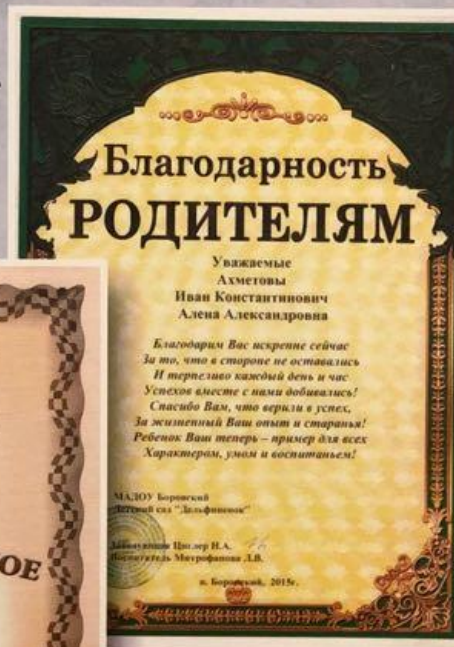 Благодарность
РОДИТЕЛЯМ
Уважаемые
Ахметовы
Иван Константинович
Алена Александровна
Благодарим Вас искренне сейчас
За то, что в стороне не оставались
И терпеливо каждый день и час
Успехов вместе с нами добивались!
Спасибо Вам, что верили в успех,
За жизненный Ваш опыт и старанья!
Ребенок Ваш теперь – пример для всех
Характером, умом и воспитаньем!
МАДОУ Боровский
Детский сад "Дельфиненок"
Заведующая Циглер Н.А.
Воспитатель Митрофанова Л.В.
п. Боровский, 2015г.
ОЕ